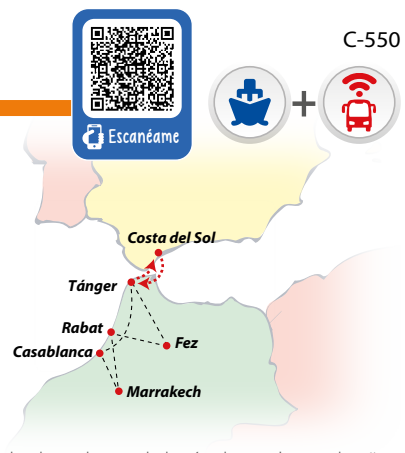 C-550
Escanéame
+
Costa del Sol
Tánger
Rabat
Fez
Casablanca
Marrakech